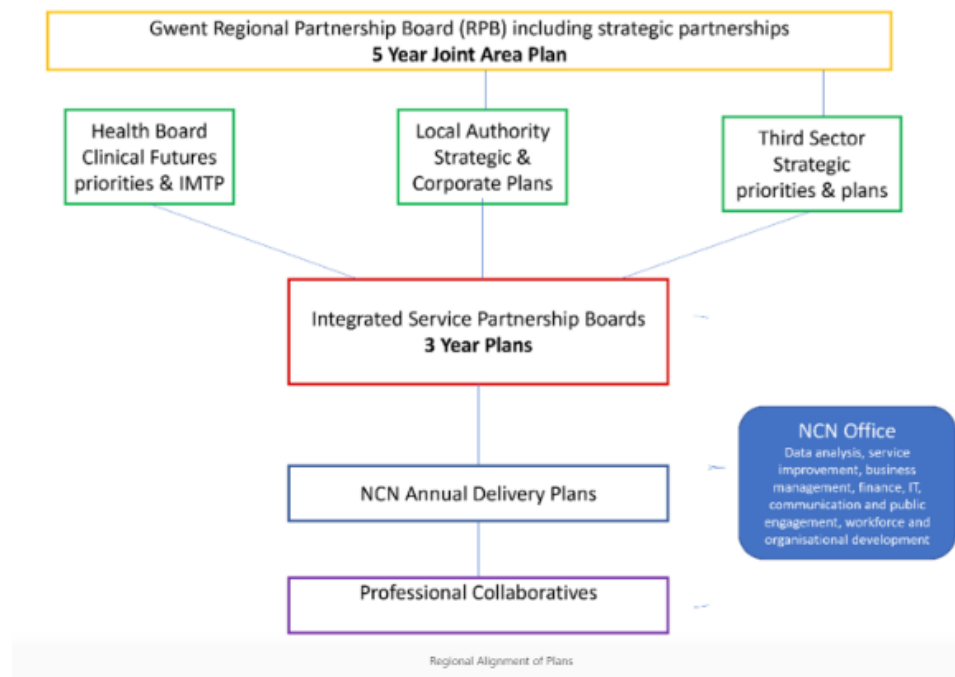 Gwent Regional Partnership Board (RPB) including strategic partnerships
5 Year Joint Area Plan
Health Board
Clinical Futures
priorities & IMTP
Local Authority
Strategic &
Corporate Plans
Third Sector
Strategic
priorities & plans
Integrated Service Partnership Boards
3 Year Plans
NCN Office
Data analysis, service
improvement, business
management, finance, IT,
communication and public
engagement, workforce and
organisational development
NCN Annual Delivery Plans
Professional Collaboratives
Regional Alignment of Plans